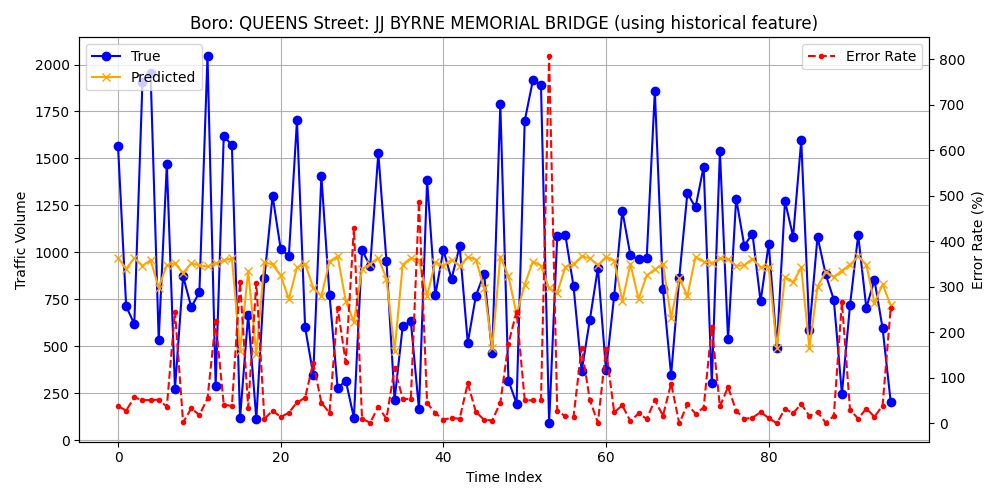 Boro: QUEENS Street: JJ BYRNE MEMORIAL BRIDGE (using historical feature)
True
Predicted
Error Rate
2000
1750
1500
1250
1000
750
500
250
0
Traffic Volume
800
700
600
500
400
300
200
100
0
Error Rate (%)
0 20 40 60 80
Time Index